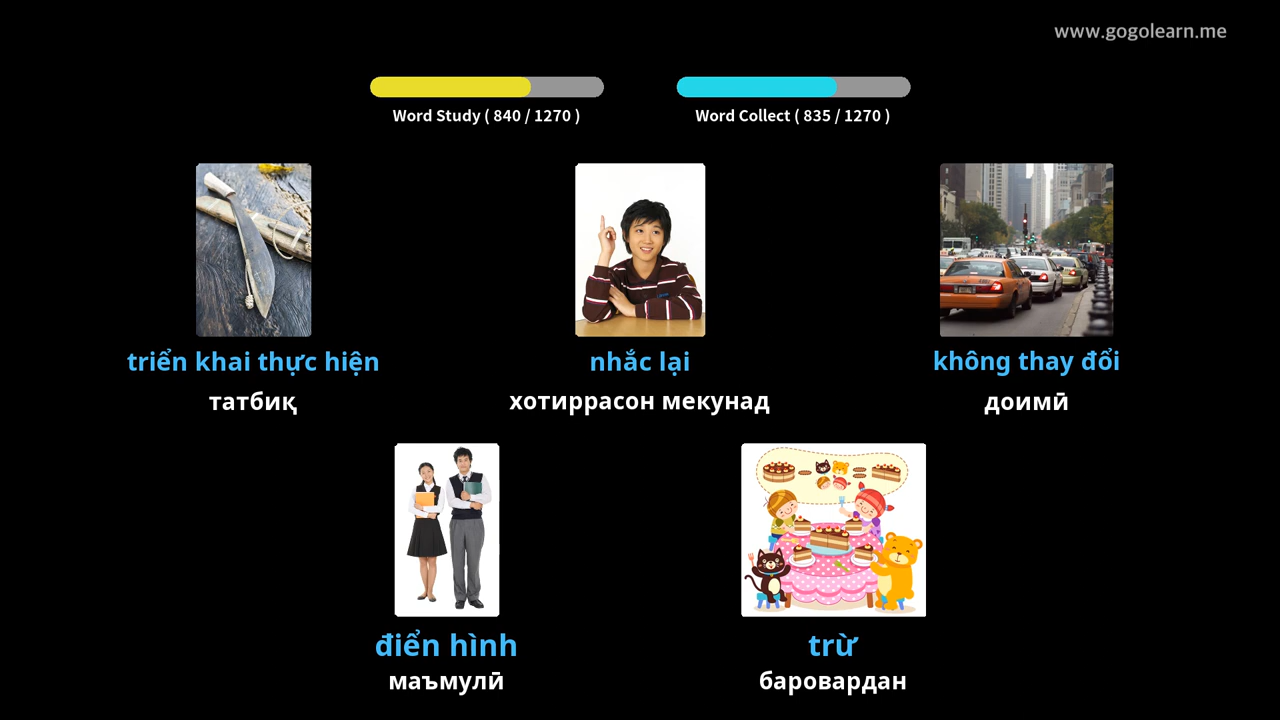 www.gogolearn.me
Word Study ( 840 / 1270 )
Word Collect ( 835 / 1270 )
triển khai thực hiện
татбиқ
nhắc lại
хотиррасон мекунад
không thay đổi
доимӣ
điển hình
маъмулӣ
trừ
баровардан